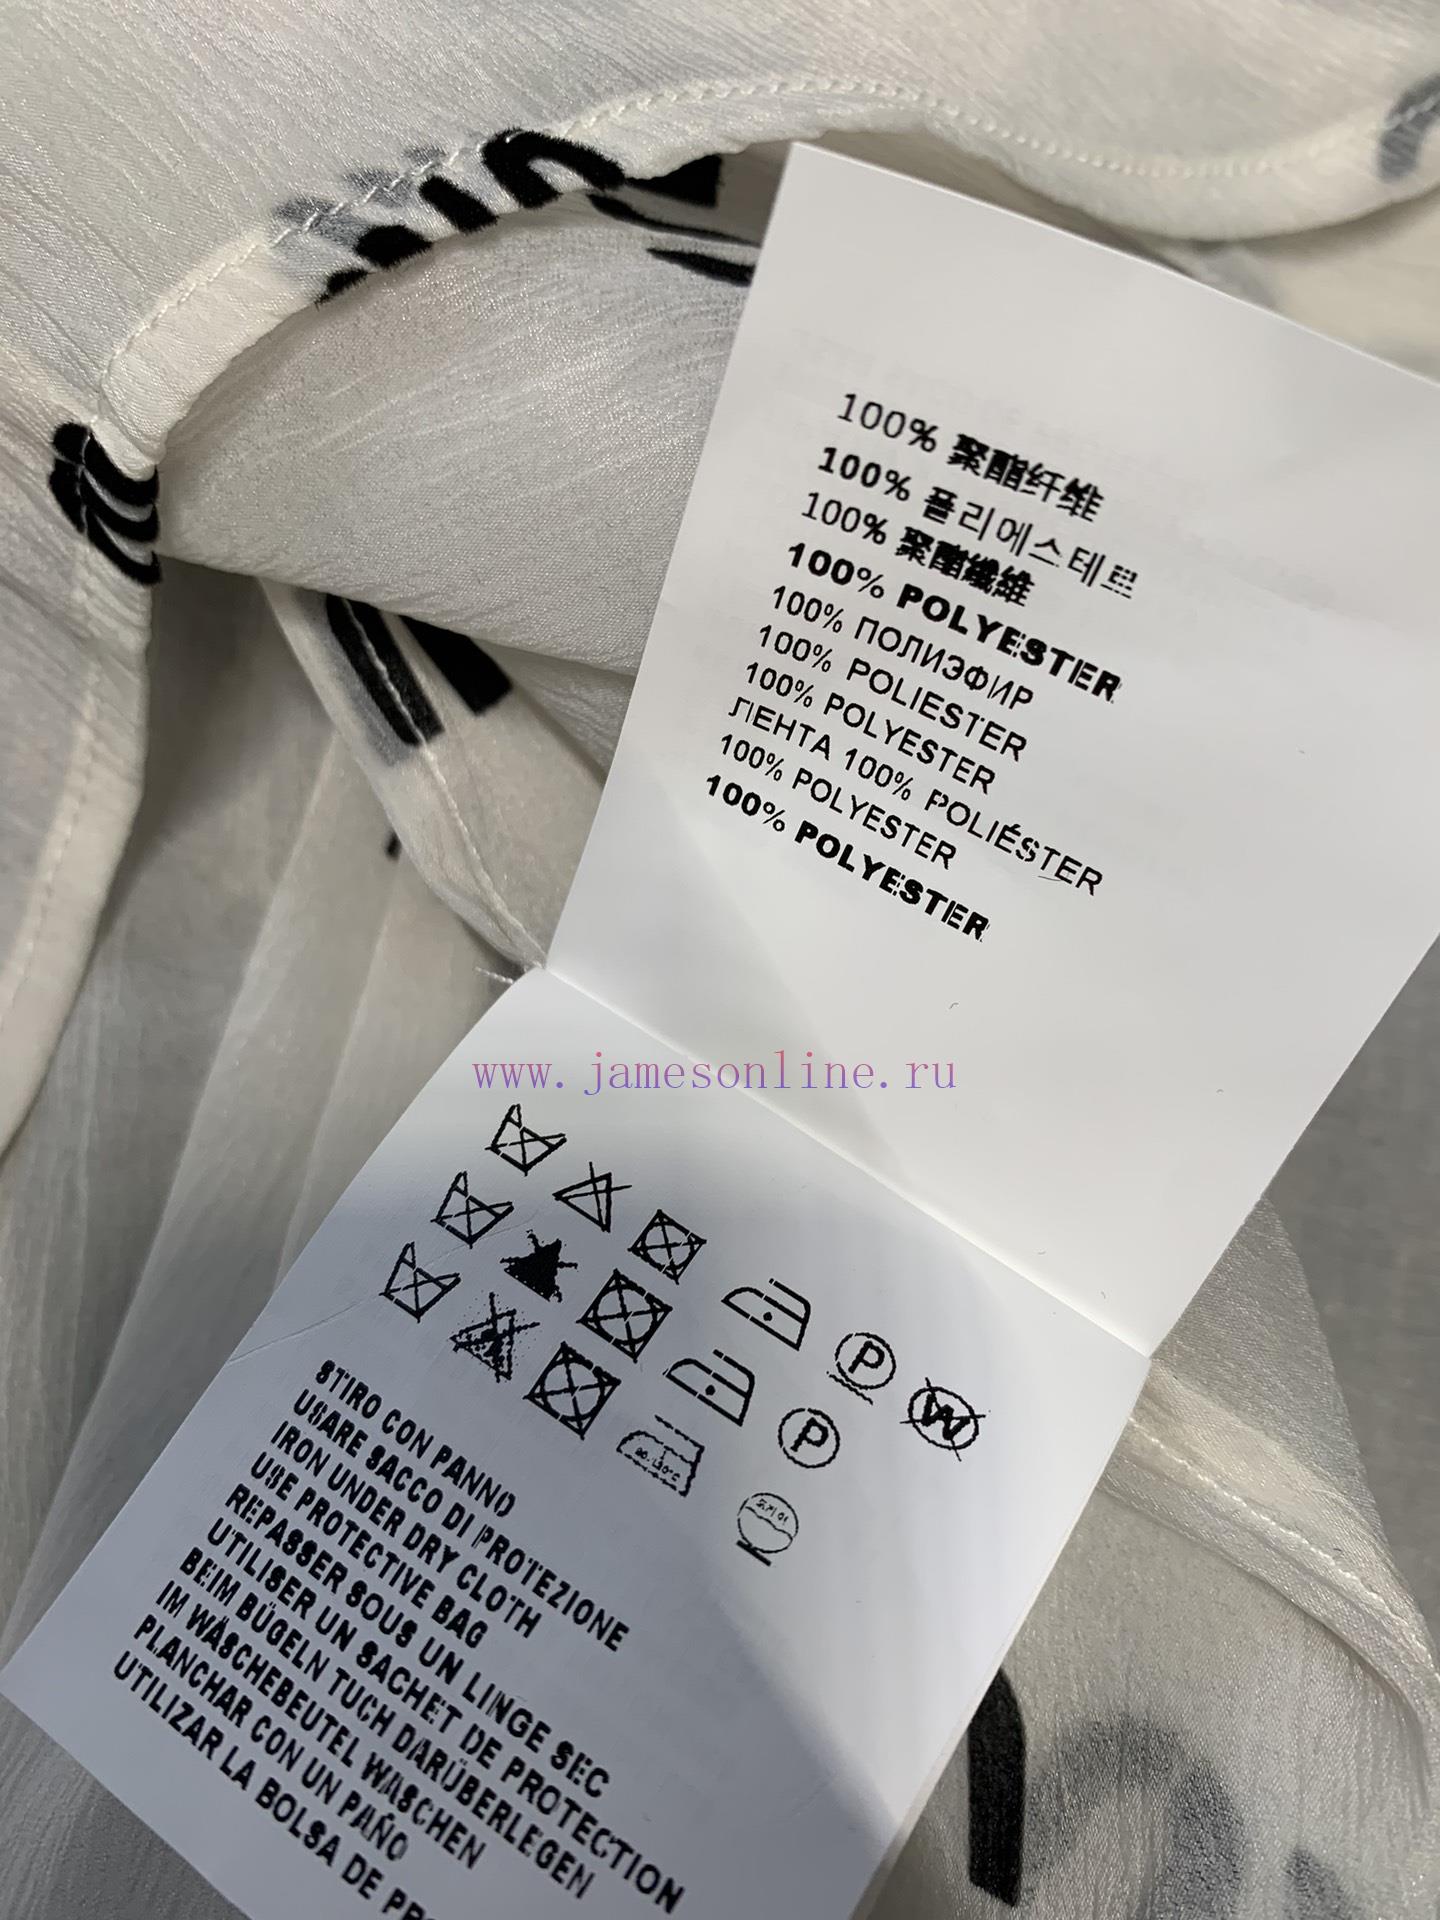 100% 聚酯纤维
100% 폴리에스테르
100% 聚酯纖維
100% POLYESTER
100% ПОЛИЭФИР
100% POLIESTER
100% POLYESTER
ЛЕНТА 100% POLIÉSTER
100% POLYESTER
100% POLYESTER
www.jamesonline.ru
P
W
P
STIRO CON PANNO
USARE SACCO DI PROTEZIONE
IRON UNDER DRY CLOTH
USE PROTECTIVE BAG
REPASSER SOUS UN LINGE SEC
UTILISER UN SACHET DE PROTECTION
BEIM BÜGELN TUCH DARÜBERLEGEN
IM WÄSCHEBEUTEL WASCHEN
PLANCHAR CON UN PAÑO
UTILIZAR LA BOLSA DE